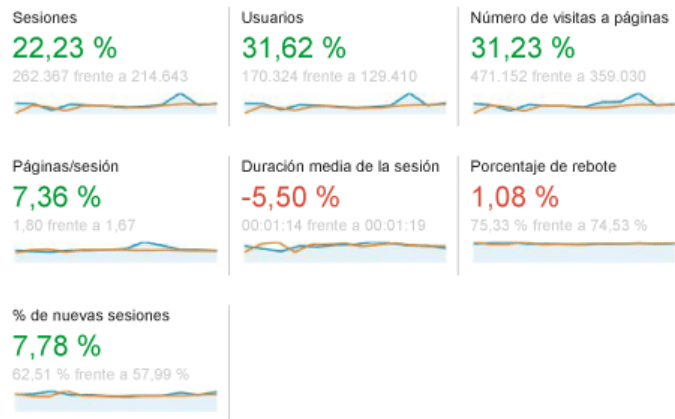 Sesiones
22,23 %
262.367 frente a 214.643
Usuarios
31,62 %
170.324 frente a 129.410
Número de visitas a páginas
31,23 %
471.152 frente a 359.030
Páginas/sesión
7,36 %
1,80 frente a 1,67
Duración media de la sesión
-5,50 %
00:01:14 frente a 00:01:19
Porcentaje de rebote
1,08 %
75,33 % frente a 74,53 %
% de nuevas sesiones
7,78 %
62,51 % frente a 57,99 %